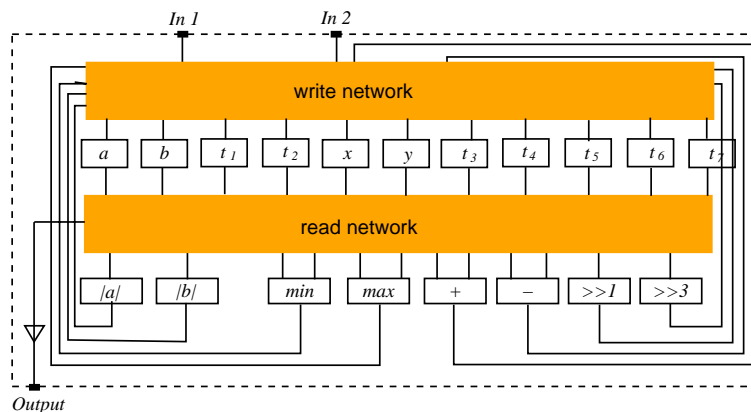 In 1 In 2
write network
a b t1 t2 x y t3 t4 t5 t6 t7
read network
|a| |b| min max + − >>1 >>3
Output